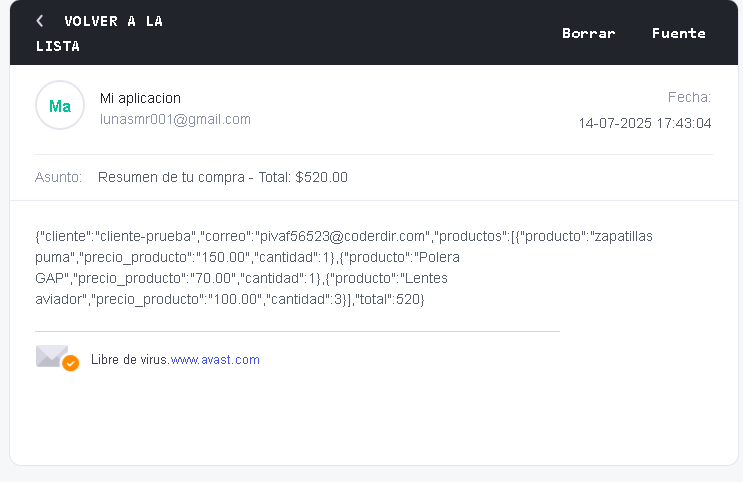 VOLVER A LA
LISTA
Borrar
Fuente
Ma
Mi aplicacion
lunasmr001@gmail.com
Fecha:
14-07-2025 17:43:04
Asunto: Resumen de tu compra - Total: $520.00
{"cliente":"cliente-prueba","correo":"pivaf56523@coderdir.com","productos":[{"producto":"zapatillas
puma","precio_producto":"150.00","cantidad":1},{"producto":"Polera
GAP","precio_producto":"70.00","cantidad":1},{"producto":"Lentes
aviador","precio_producto":"100.00","cantidad":3}],"total":520}
Libre de virus.www.avast.com